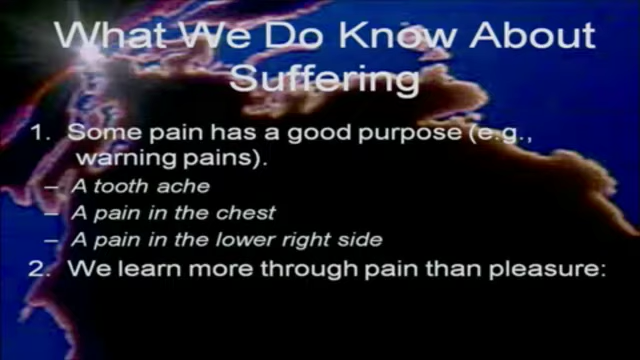 What We Do Know About
Suffering
1. Some pain has a good purpose (e.g.,
warning pains).
– A tooth ache
– A pain in the chest
– A pain in the lower right side
2. We learn more through pain than pleasure: